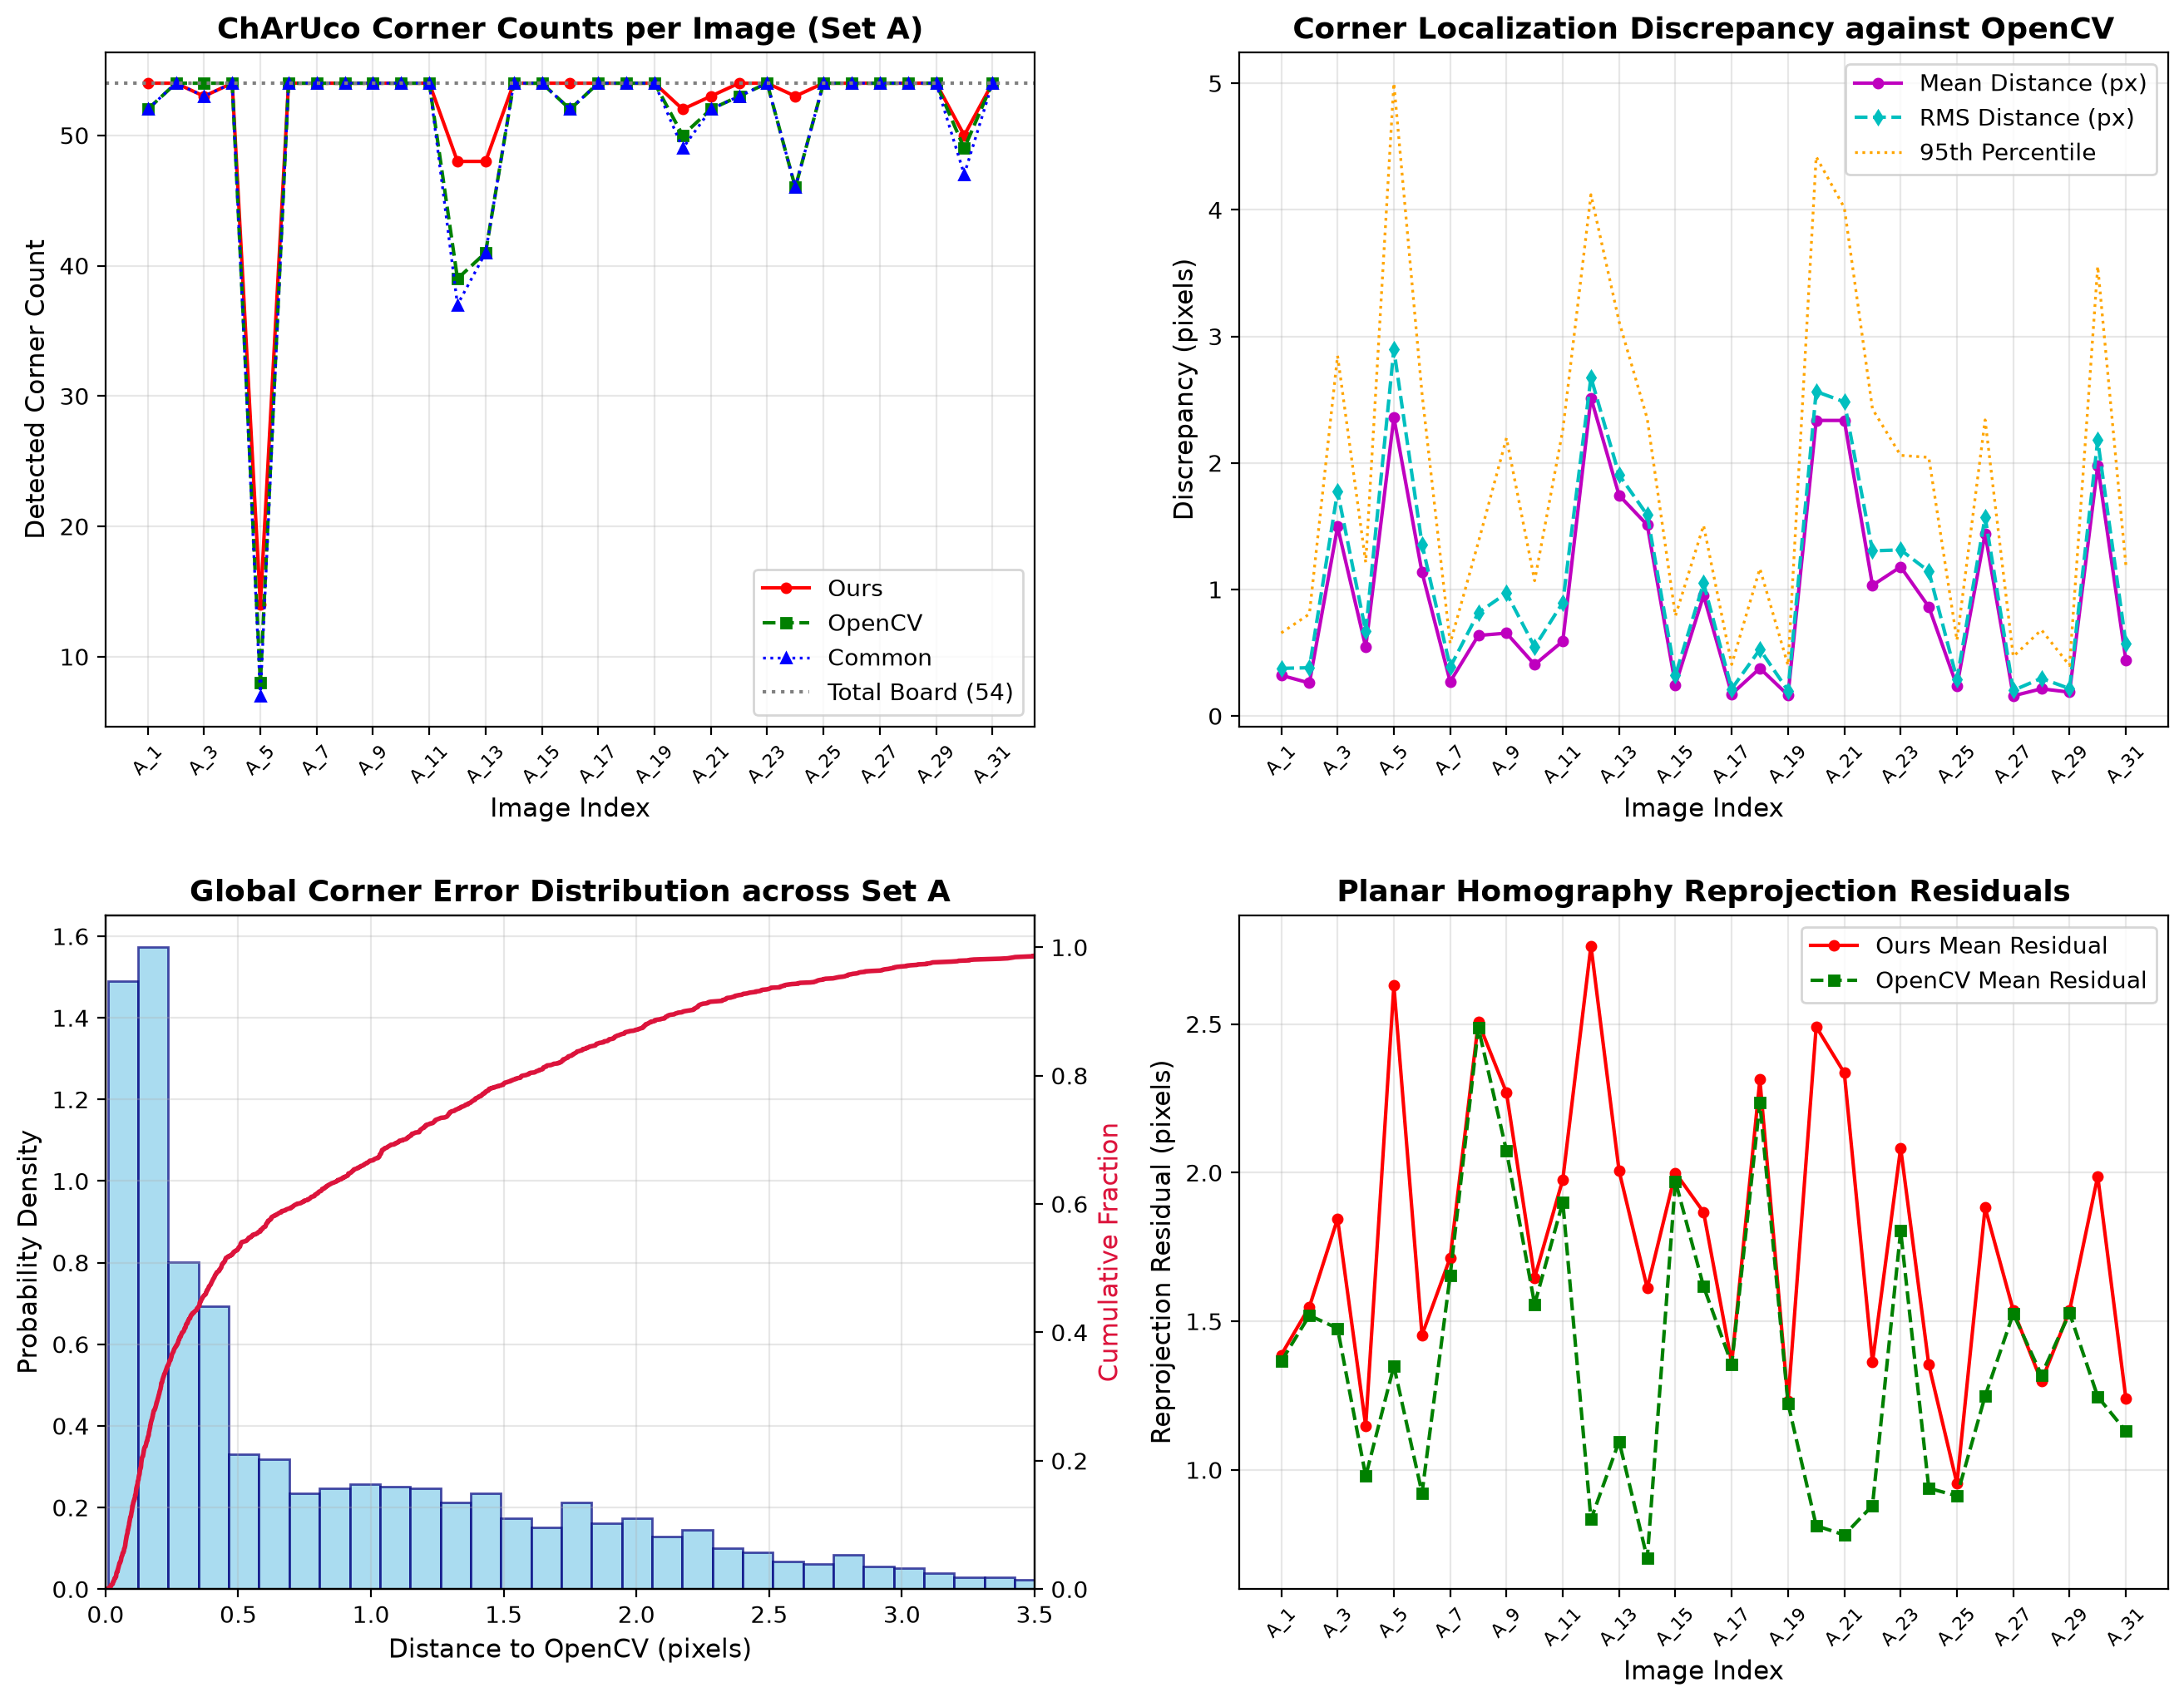 ChArUco Corner Counts per Image (Set A)
Detected Corner Count
50
40
30
20
10
Ours
OpenCV
Common
Total Board (54)
A_1
A_3
A_5
A_7
A_9
A_11
A_13
A_15
A_17
A_19
A_21
A_23
A_25
A_27
A_29
A_31
Image Index
Corner Localization Discrepancy against OpenCV
Discrepancy (pixels)
5
4
3
2
1
0
Mean Distance (px)
RMS Distance (px)
95th Percentile
A_1
A_3
A_5
A_7
A_9
A_11
A_13
A_15
A_17
A_19
A_21
A_23
A_25
A_27
A_29
A_31
Image Index
Global Corner Error Distribution across Set A
Probability Density
1.6
1.4
1.2
1.0
0.8
0.6
0.4
0.2
0.0
1.0
0.8
0.6
0.4
0.2
0.0
Cumulative Fraction
0.0
0.5
1.0
1.5
2.0
2.5
3.0
3.5
Distance to OpenCV (pixels)
Planar Homography Reprojection Residuals
Reprojection Residual (pixels)
2.5
2.0
1.5
1.0
Ours Mean Residual
OpenCV Mean Residual
A_1
A_3
A_5
A_7
A_9
A_11
A_13
A_15
A_17
A_19
A_21
A_23
A_25
A_27
A_29
A_31
Image Index